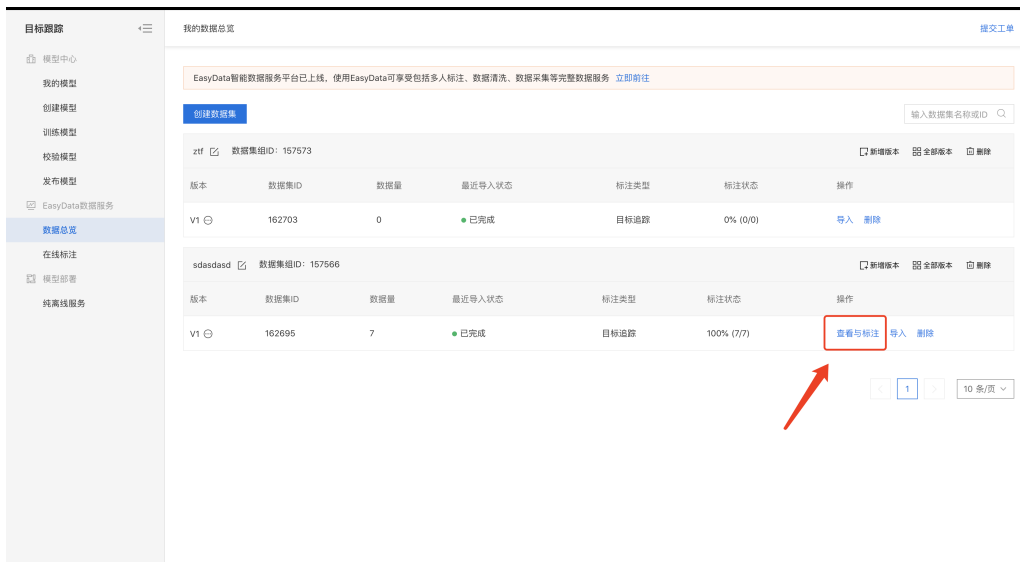 目标跟踪
我的数据总览
提交工单
模型中心
我的模型
创建模型
训练模型
校验模型
发布模型
EasyData数据服务
数据总览
在线标注
模型部署
纯离线服务
EasyData智能数据服务平台已上线，使用EasyData可享受包括多人标注、数据清洗、数据采集等完整数据服务 立即前往
创建数据集 输入数据集名称或ID
ztf 数据集组ID：157573 新增版本 全部版本 删除
版本 数据集ID 数据量 最近导入状态 标注类型 标注状态 操作
V1 162703 0 已完成 目标追踪 0% (0/0) 导入 删除
sdasdasd 数据集组ID：157566 新增版本 全部版本 删除
版本 数据集ID 数据量 最近导入状态 标注类型 标注状态 操作
V1 162695 7 已完成 目标追踪 100% (7/7) 查看与标注 导入 删除
1 10 条/页